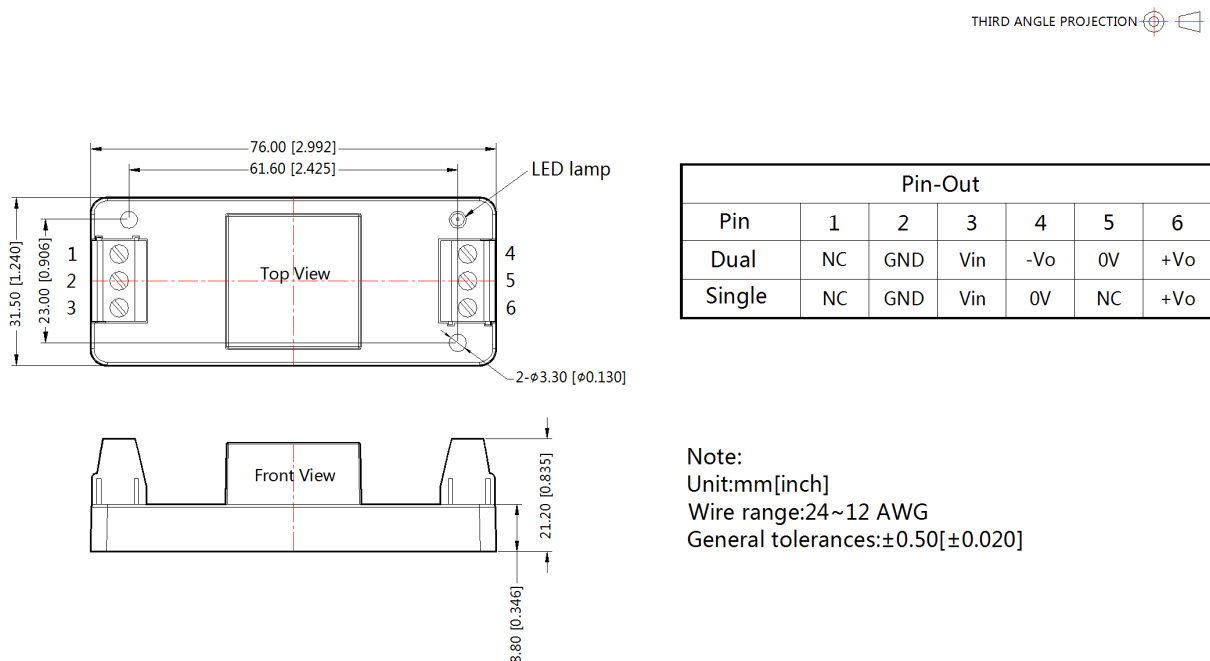 THIRD ANGLE PROJECTION
76.00 [2.992]
61.60 [2.425]
LED lamp
31.50 [1.240]
23.00 [0.906]
1
2
3
Top View
4
5
6
2-φ3.30 [φ0.130]
Pin-Out
Pin 1 2 3 4 5 6
Dual NC GND Vin -Vo 0V +Vo
Single NC GND Vin 0V NC +Vo
Front View
21.20 [0.835]
8.80 [0.346]
Note:
Unit:mm[inch]
Wire range:24~12 AWG
General tolerances:±0.50[±0.020]